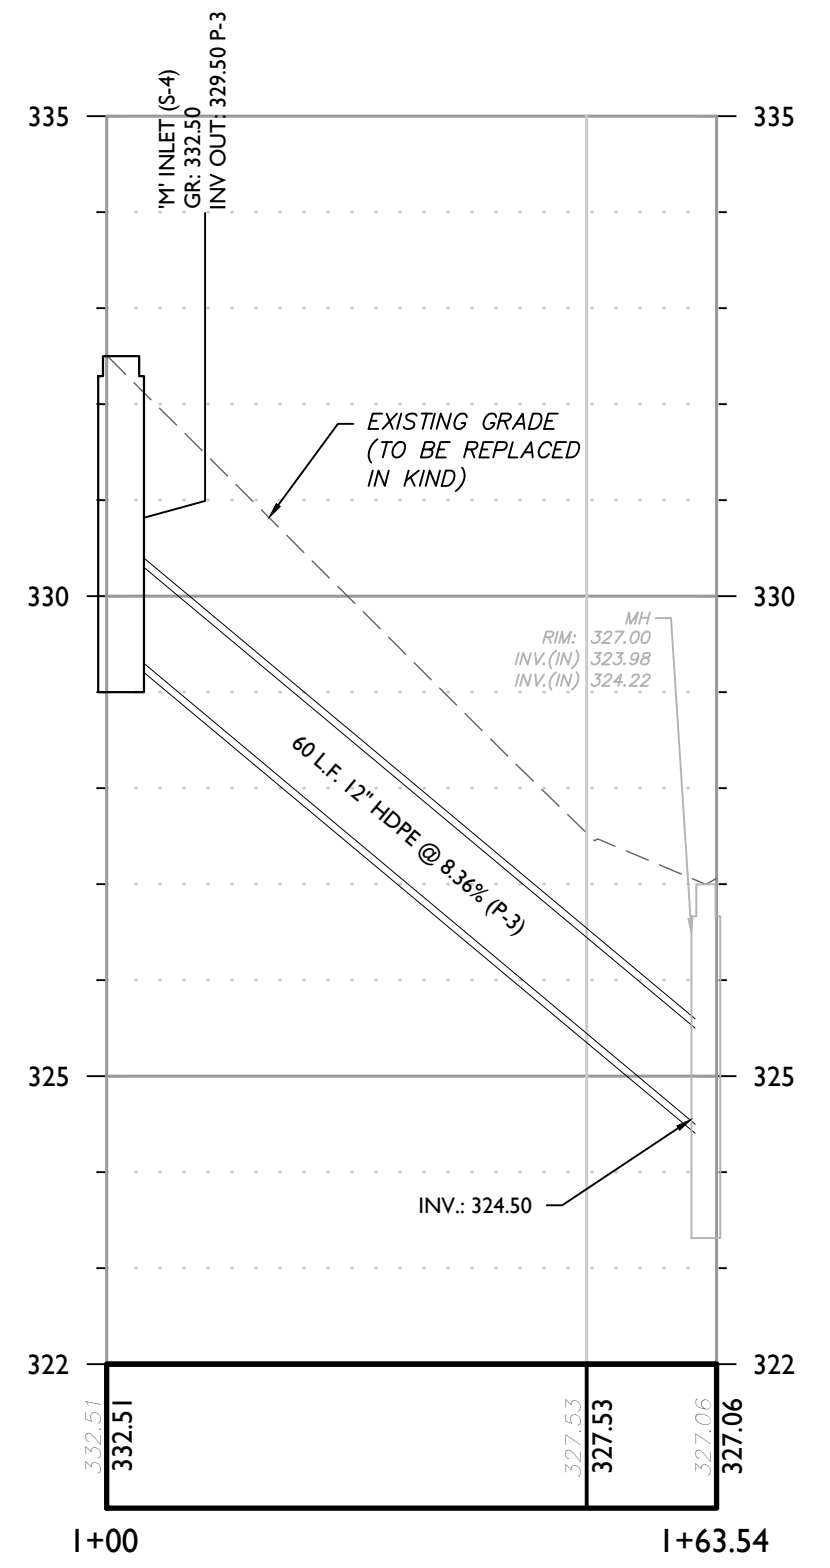 'M' INLET (S-4)
GR: 332.50
INV OUT: 329.50 P-3
335
335
EXISTING GRADE
(TO BE REPLACED
IN KIND)
330
330
MH
RIM: 327.00
INV.(IN) 323.98
INV.(IN) 324.22
60 L.F. 12" HDPE @ 8.36% (P-3)
325
325
INV.: 324.50
322
322
332.51
332.51
327.53
327.53
327.06
327.06
1+00
1+63.54